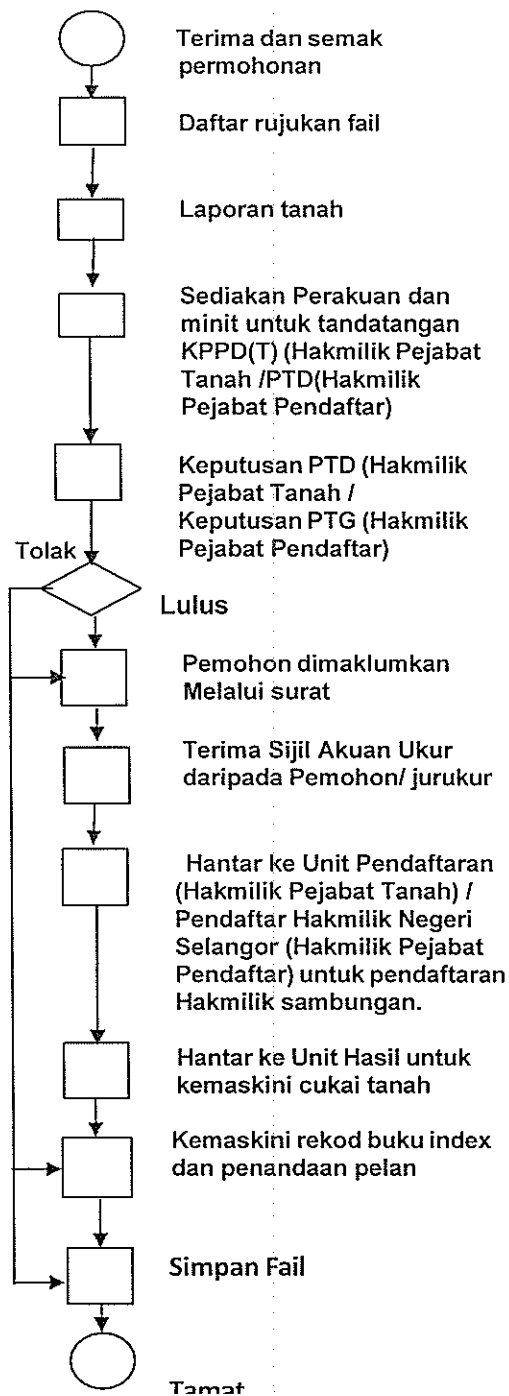 Terima dan semak
permohonan
Daftar rujukan fail
Laporan tanah
Sediakan Perakuan dan
minit untuk tandatangan
KPPD(T) (Hakmilik Pejabat
Tanah /PTD(Hakmilik
Pejabat Pendaftar)
Keputusan PTD (Hakmilik
Pejabat Tanah /
Keputusan PTG (Hakmilik
Pejabat Pendaftar)
Tolak
Lulus
Pemohon dimaklumkan
Melalui surat
Terima Sijil Akuan Ukur
daripada Pemohon/ jurukur
Hantar ke Unit Pendaftaran
(Hakmilik Pejabat Tanah) /
Pendaftar Hakmilik Negeri
Selangor (Hakmilik Pejabat
Pendaftar) untuk pendaftaran
Hakmilik sambungan.
Hantar ke Unit Hasil untuk
kemaskini cukai tanah
Kemaskini rekod buku index
dan penandaan pelan
Simpan Fail
Tamat